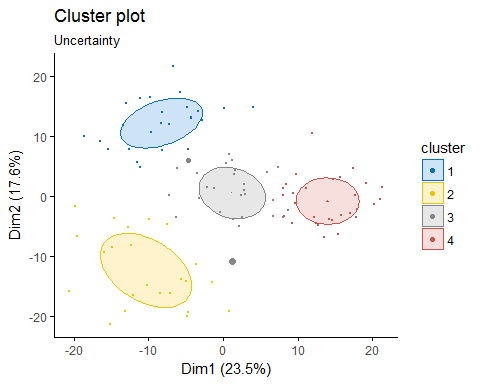 Cluster plot
Uncertainty
20
10
0
-10
-20
Dim2 (17.6%)
-20
-10
0
10
20
Dim1 (23.5%)
cluster
1
2
3
4